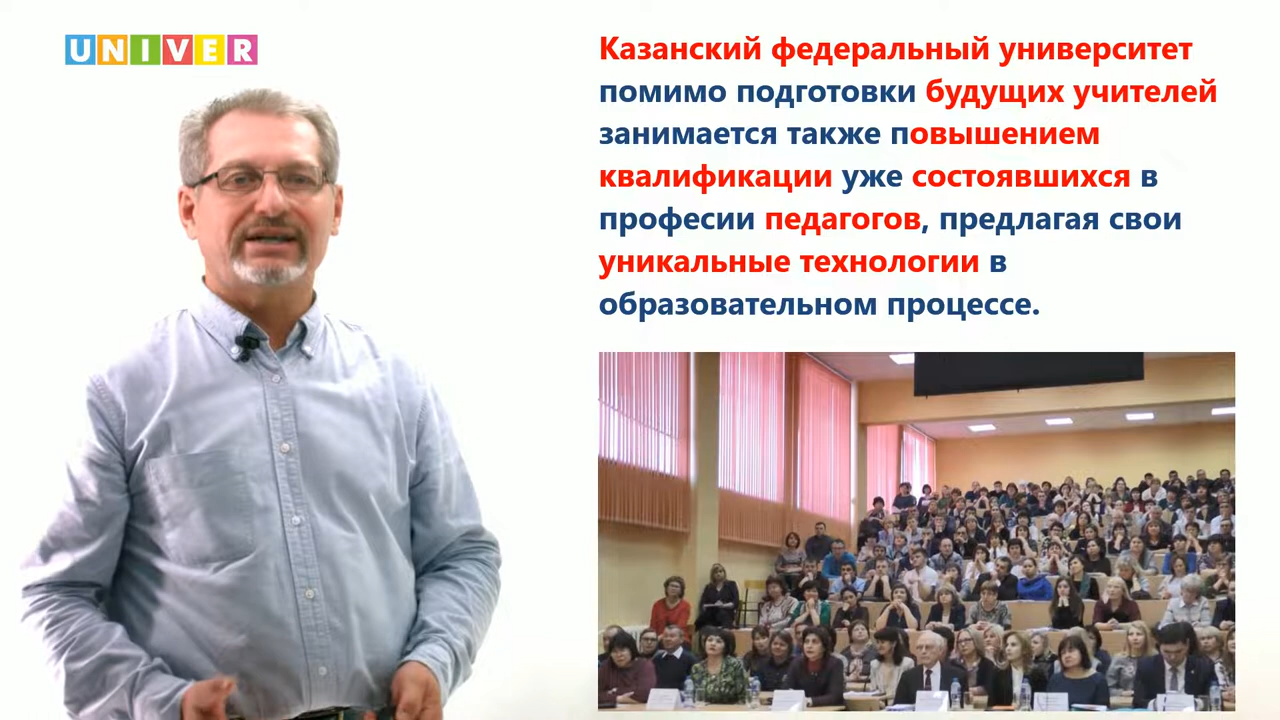 UNIVER
Казанский федеральный университет
помимо подготовки будущих учителей
занимается также повышением
квалификации уже состоявшихся в
професии педагогов, предлагая свои
уникальные технологии в
образовательном процессе.